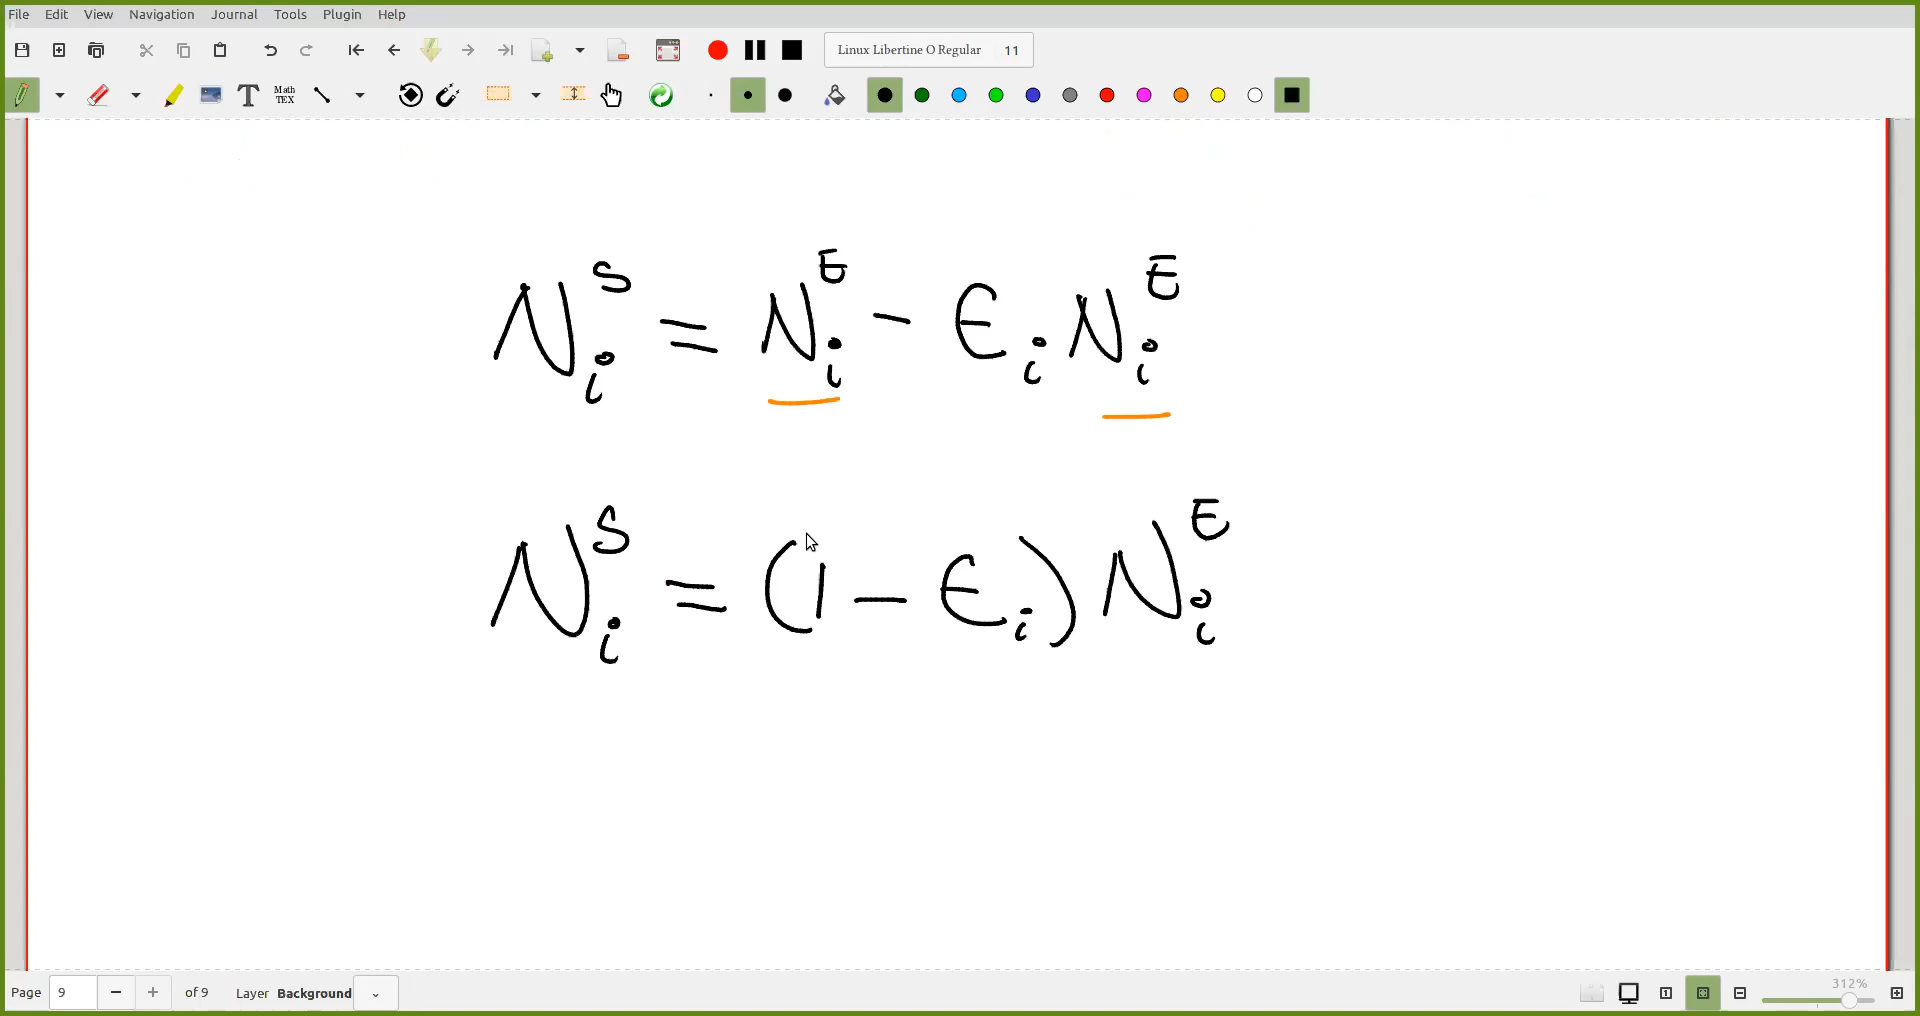 File Edit View Navigation Journal Tools Plugin Help
Linux Libertine O Regular 11
T Math TEX
N_i^S = N_i^E - ϵ_i N_i^E
N_i^S = (1 - ϵ_i) N_i^E
Page 9 - + of 9 Layer Background 312%